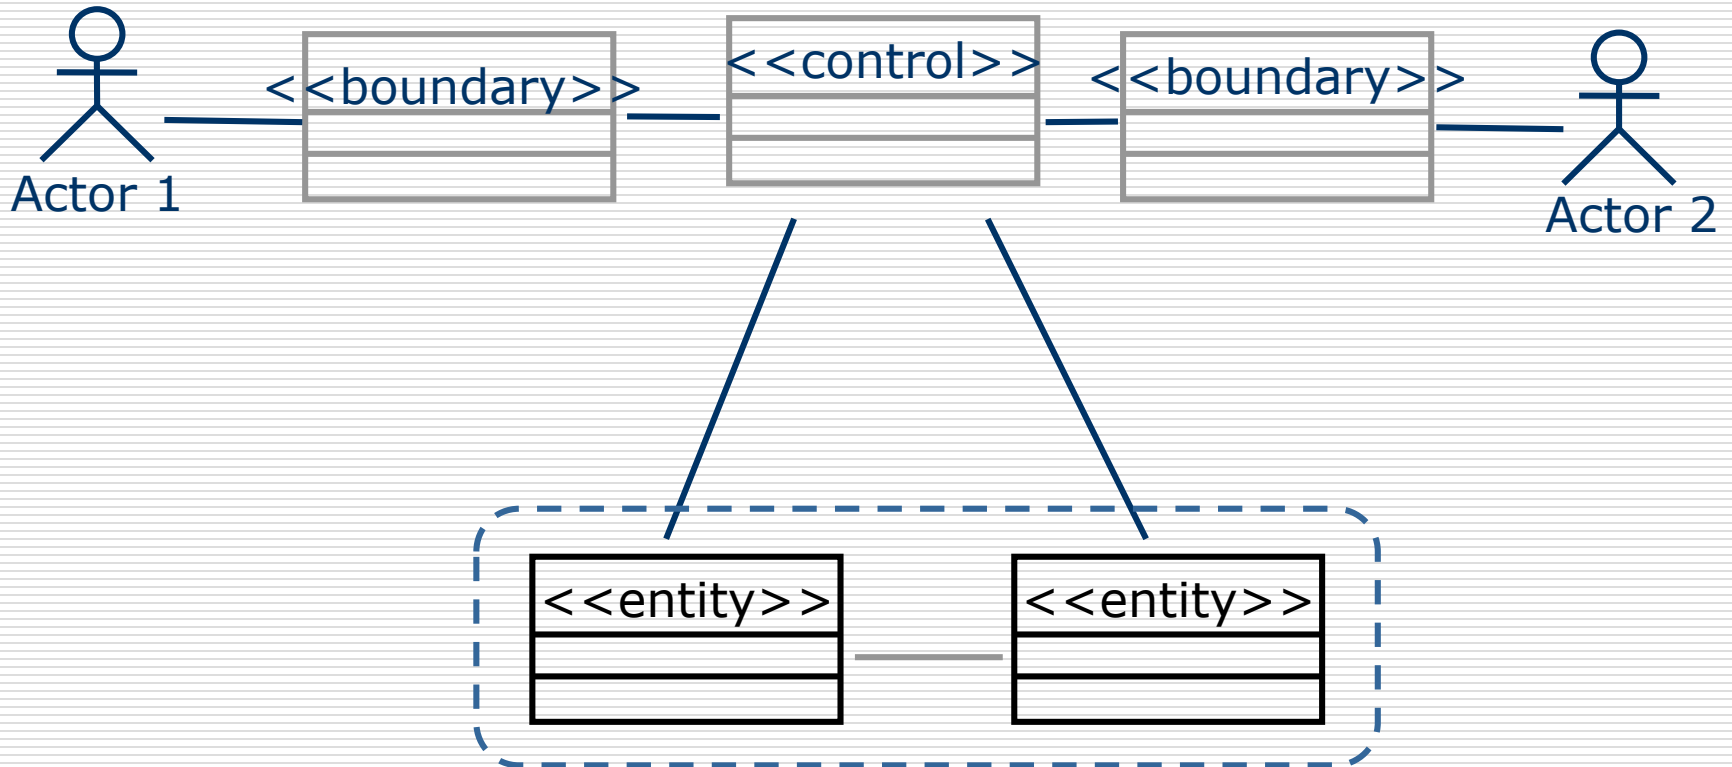 <<boundary>>
<<control>>
<<boundary>>
Actor 1
Actor 2
<<entity>>
<<entity>>